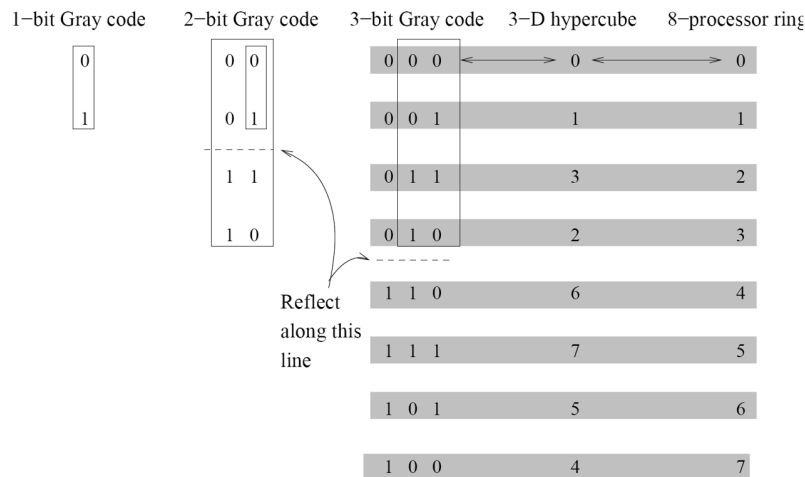 1−bit Gray code 2−bit Gray code 3−bit Gray code 3−D hypercube 8−processor ring
0 0 0 0 0 0 0 0
1 0 1 0 0 1 1 1
1 1 0 1 1 3 2
1 0 0 1 0 2 3
Reflect
along this
line
1 1 0 6 4
1 1 1 7 5
1 0 1 5 6
1 0 0 4 7